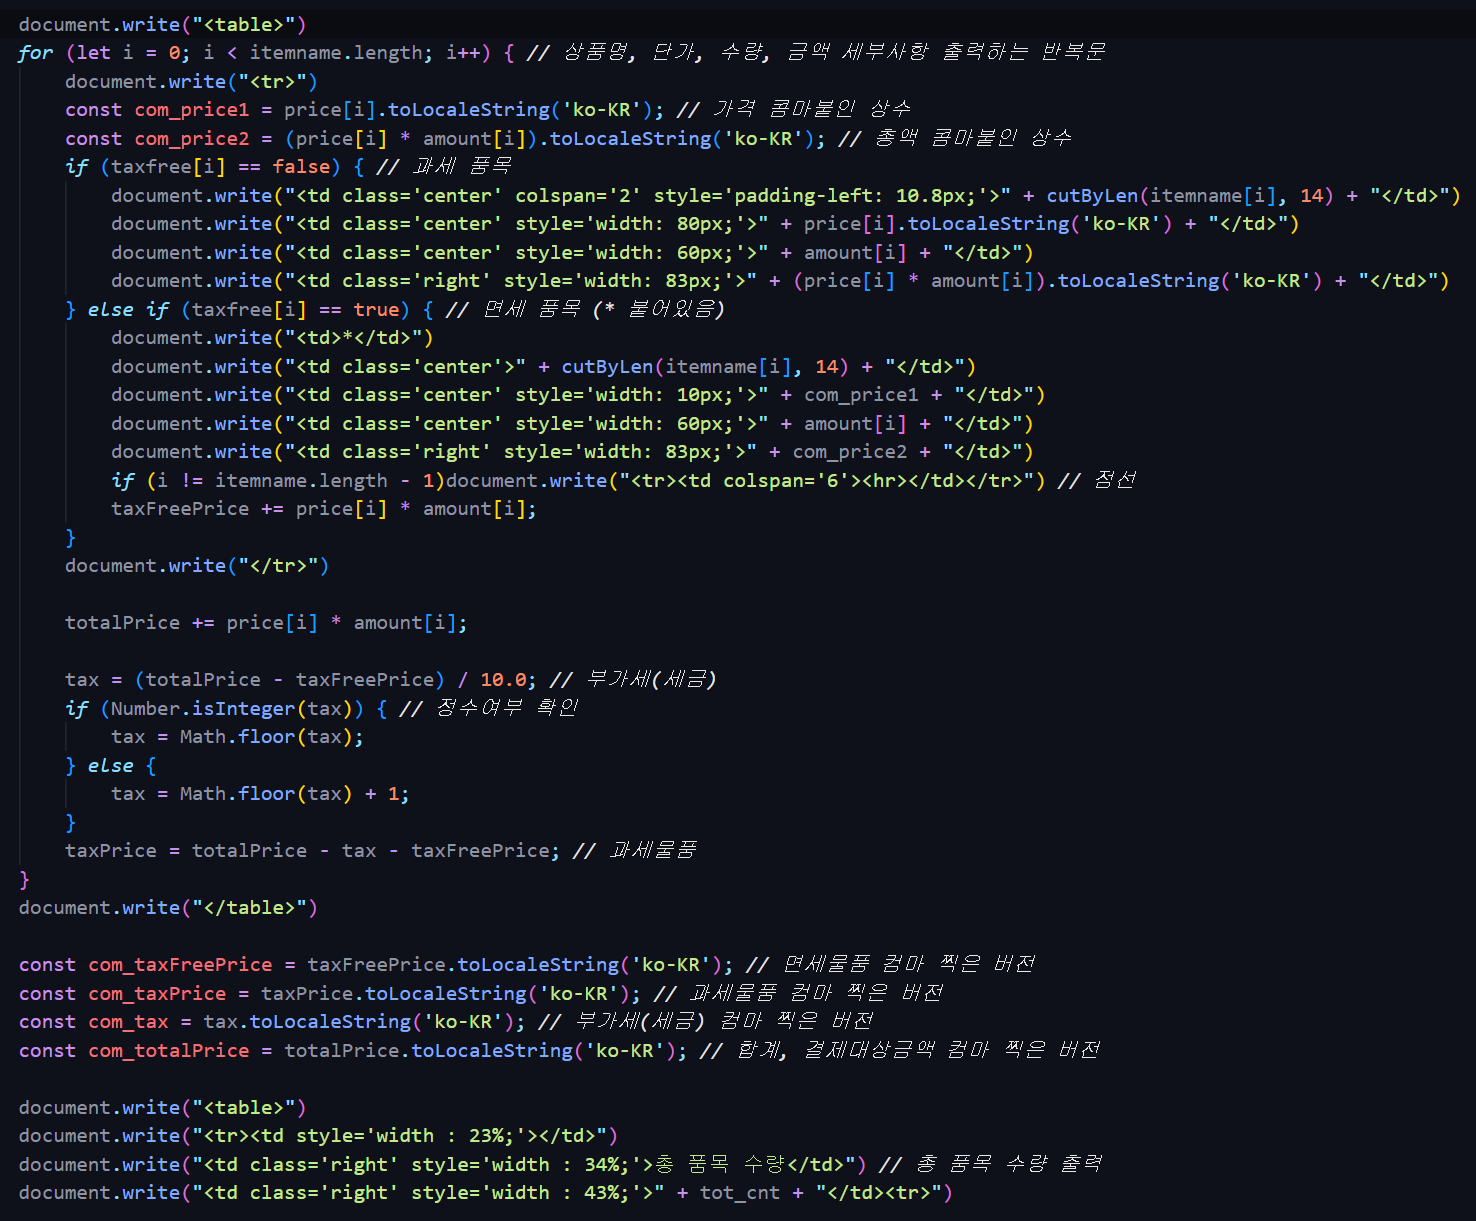 document.write("<table>")
for (let i = 0; i < itemname.length; i++) { // 상품명, 단가, 수량, 금액 세부사항 출력하는 반복문
    document.write("<tr>")
    const com_price1 = price[i].toLocaleString('ko-KR'); // 가격 콤마붙인 상수
    const com_price2 = (price[i] * amount[i]).toLocaleString('ko-KR'); // 총액 콤마붙인 상수
    if (taxfree[i] == false) { // 과세 품목
        document.write("<td class='center' colspan='2' style='padding-left: 10.8px;'>" + cutByLen(itemname[i], 14) + "</td>")
        document.write("<td class='center' style='width: 80px;'>" + price[i].toLocaleString('ko-KR') + "</td>")
        document.write("<td class='center' style='width: 60px;'>" + amount[i] + "</td>")
        document.write("<td class='right' style='width: 83px;'>" + (price[i] * amount[i]).toLocaleString('ko-KR') + "</td>")
    } else if (taxfree[i] == true) { // 면세 품목 (* 붙어있음)
        document.write("<td>*</td>")
        document.write("<td class='center'>" + cutByLen(itemname[i], 14) + "</td>")
        document.write("<td class='center' style='width: 10px;'>" + com_price1 + "</td>")
        document.write("<td class='center' style='width: 60px;'>" + amount[i] + "</td>")
        document.write("<td class='right' style='width: 83px;'>" + com_price2 + "</td>")
        if (i != itemname.length - 1)document.write("<tr><td colspan='6'><hr></td></tr>") // 점선
        taxFreePrice += price[i] * amount[i];
    }
    document.write("</tr>")

    totalPrice += price[i] * amount[i];

    tax = (totalPrice - taxFreePrice) / 10.0; // 부가세(세금)
    if (Number.isInteger(tax)) { // 정수여부 확인
        tax = Math.floor(tax);
    } else {
        tax = Math.floor(tax) + 1;
    }
    taxPrice = totalPrice - tax - taxFreePrice; // 과세물품
}
document.write("</table>")

const com_taxFreePrice = taxFreePrice.toLocaleString('ko-KR'); // 면세물품 컴마 찍은 버전
const com_taxPrice = taxPrice.toLocaleString('ko-KR'); // 과세물품 컴마 찍은 버전
const com_tax = tax.toLocaleString('ko-KR'); // 부가세(세금) 컴마 찍은 버전
const com_totalPrice = totalPrice.toLocaleString('ko-KR'); // 합계, 결제대상금액 컴마 찍은 버전

document.write("<table>")
document.write("<tr><td style='width : 23%;'></td>")
document.write("<td class='right' style='width : 34%;'>총 품목 수량</td>") // 총 품목 수량 출력
document.write("<td class='right' style='width : 43%;'>" + tot_cnt + "</td><tr>")